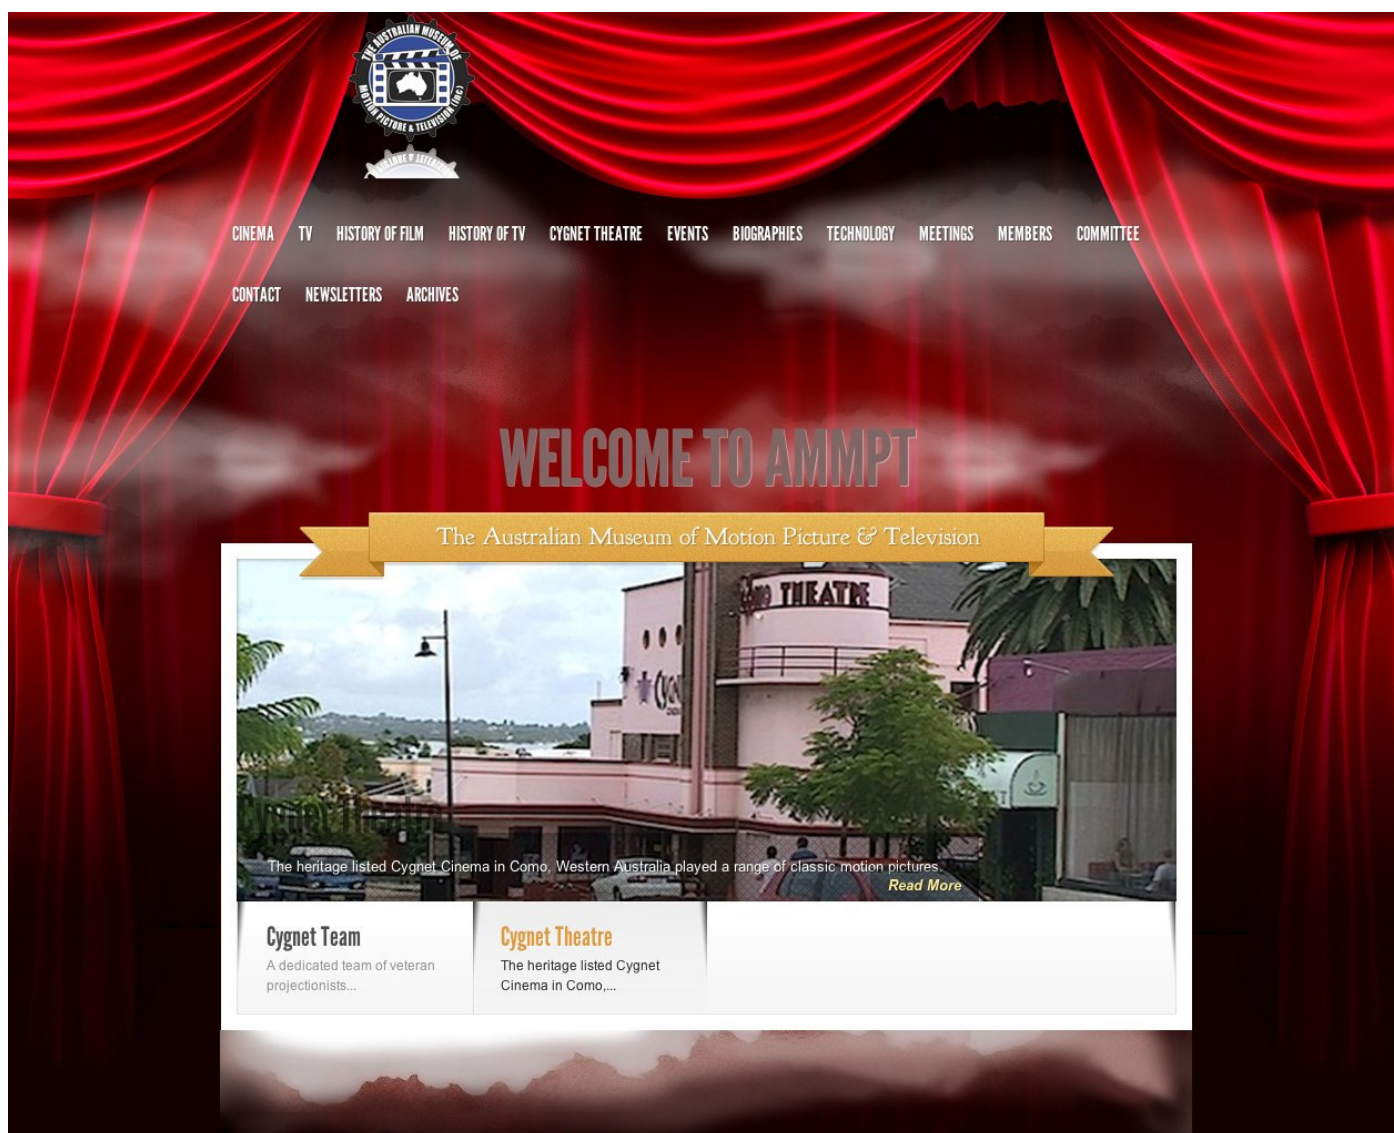 THE AUSTRALIAN MUSEUM OF
MOTION PICTURE & TELEVISION (Inc)
CINEMA TV HISTORY OF FILM HISTORY OF TV CYGNET THEATRE EVENTS BIOGRAPHIES TECHNOLOGY MEETINGS MEMBERS COMMITTEE
CONTACT NEWSLETTERS ARCHIVES
WELCOME TO AMMPT
The Australian Museum of Motion Picture & Television
THEATRE
Cygnet Theatre
The heritage listed Cygnet Cinema in Como, Western Australia played a range of classic motion pictures.
Read More
Cygnet Team
A dedicated team of veteran
projectionists...
Cygnet Theatre
The heritage listed Cygnet
Cinema in Como,...